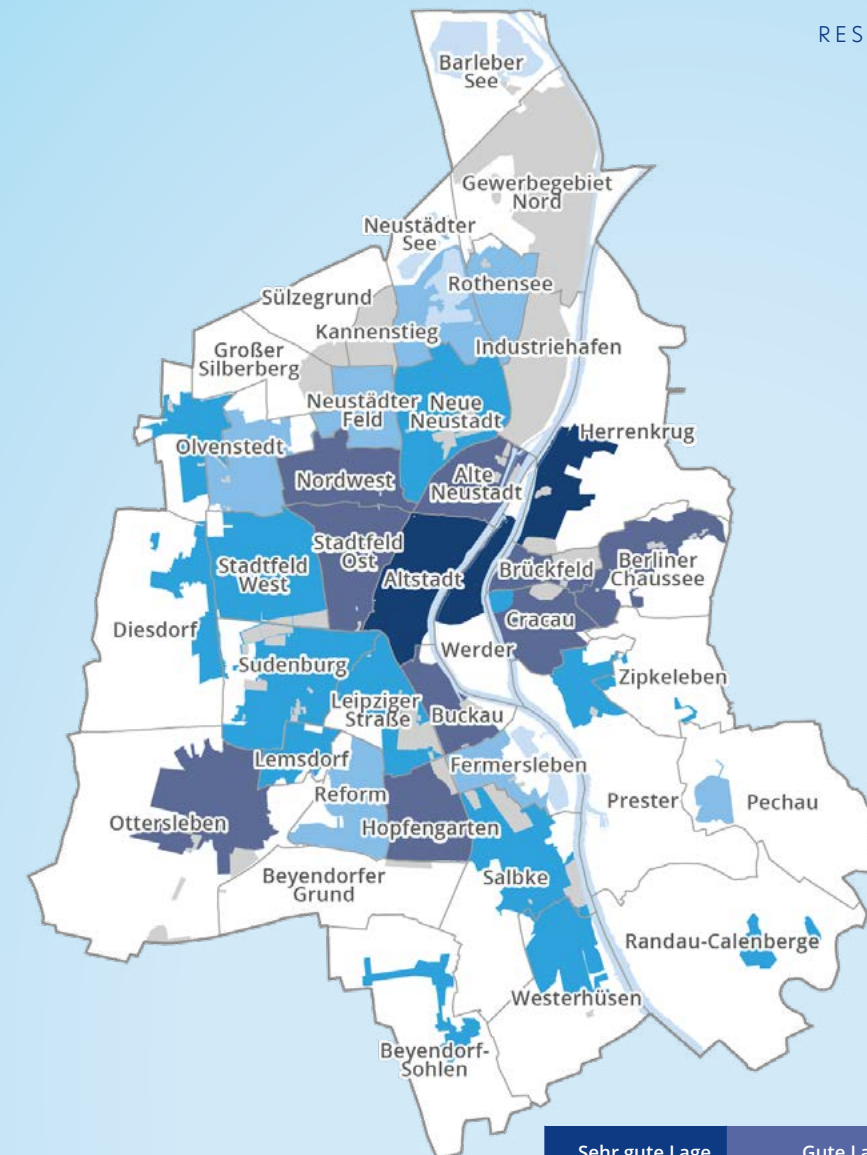 RES
Barleber
See
Gewerbegebiet
Nord
Neustädter
See
Rothensee
Sülzegrund
Kannenstieg
Industriehafen
Großer
Silberberg
Neustädter
Feld
Neue
Neustadt
Herrenkrug
Olvenstedt
Nordwest
Alte
Neustadt
Stadtfeld
Ost
Stadtfeld
West
Altstadt
Brückfeld
Berliner
Chaussee
Cracau
Diesdorf
Werder
Sudenburg
Zipkeleben
Leipziger
Straße
Buckau
Lemsdorf
Fermersleben
Reform
Prester
Pechau
Ottersleben
Hopfengarten
Beyendorfer
Grund
Salbke
Randau-Calenberge
Westerhüsen
Beyendorf-
Sohlen
Sehr gute Lage
Gute La